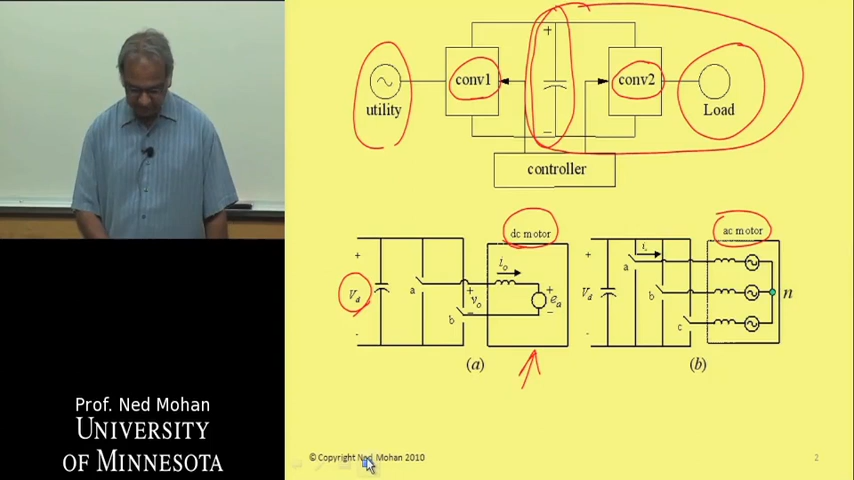 conv1
conv2
utility
Load
controller
dc motor
ac motor
+
+
+
+
+
−
−
i_o
i
a
a
V_d
v_o
e_a
V_d
b
n
b
c
-
-
(a)
(b)
Prof. Ned Mohan
UNIVERSITY
OF MINNESOTA
© Copyright Ned Mohan 2010
2